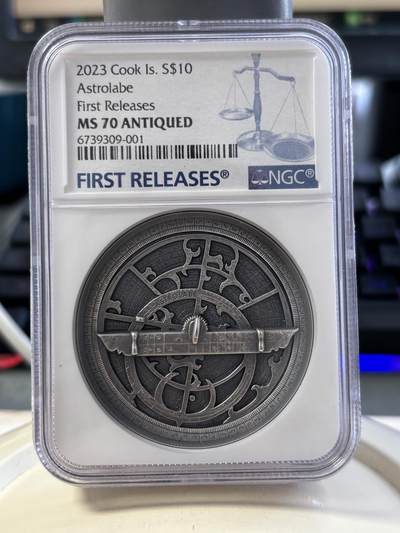 2023 Cook Is. S$10
Astrolabe
First Releases
MS 70 ANTIQUED
6739309-001
FIRST RELEASES®
NGC®